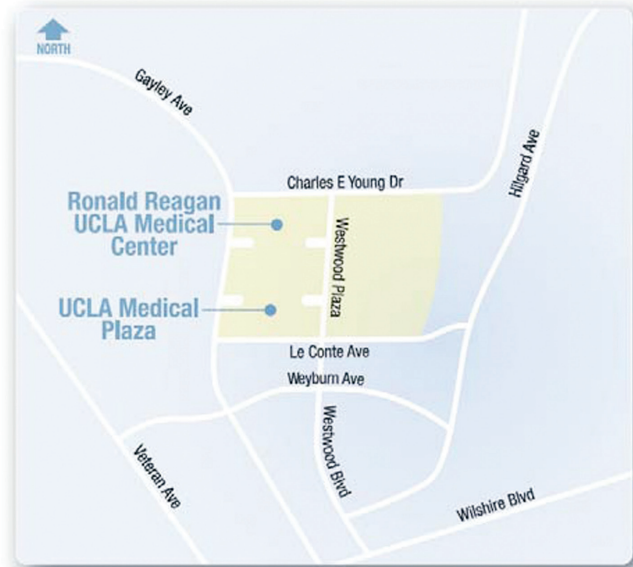 NORTH
Gayley Ave
Charles E Young Dr
Hilgard Ave
Ronald Reagan
UCLA Medical
Center
Westwood Plaza
UCLA Medical
Plaza
Le Conte Ave
Weyburn Ave
Westwood Blvd
Veteran Ave
Wilshire Blvd